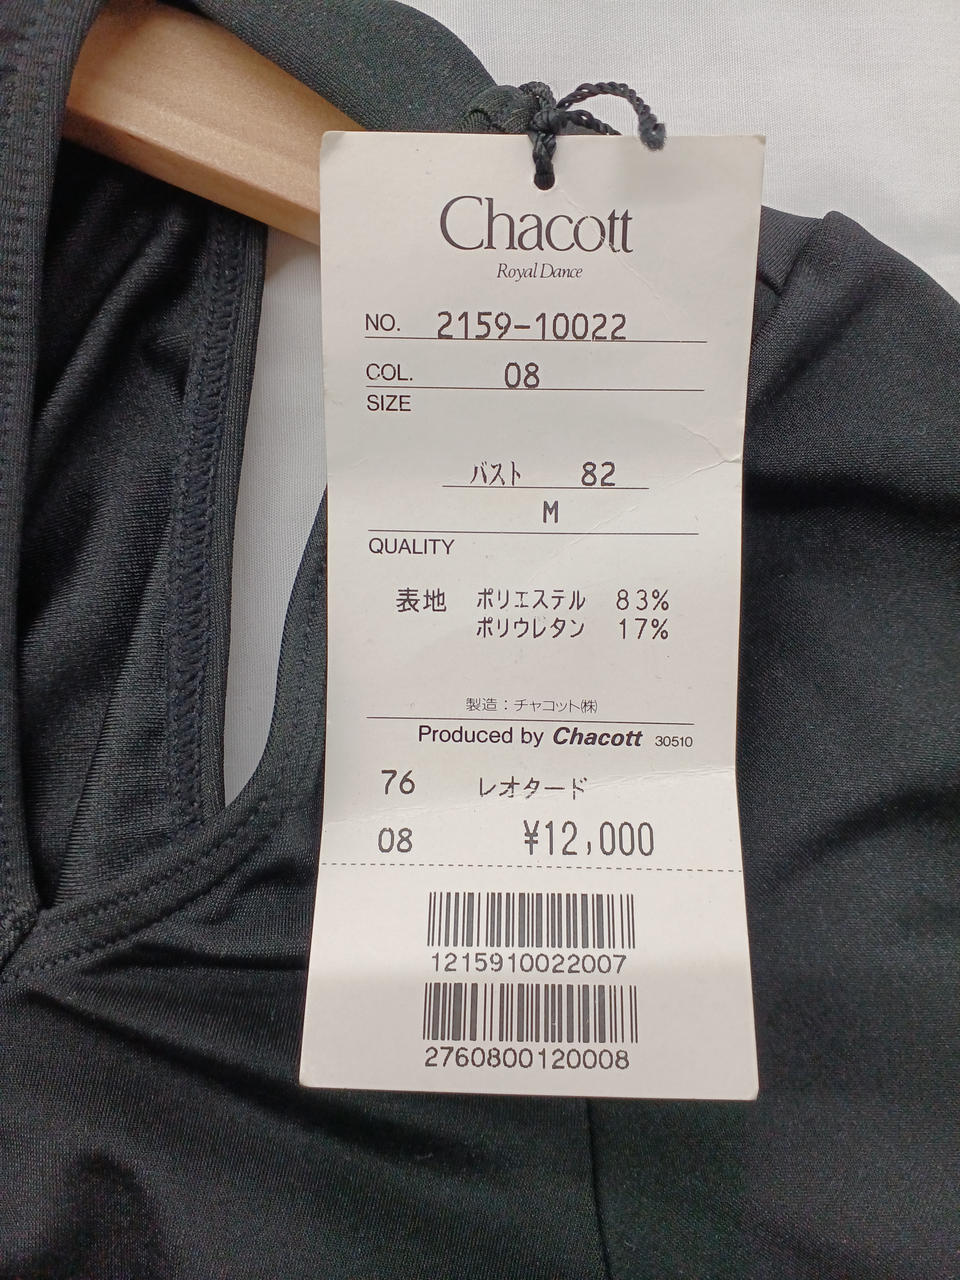 Chacott
Royal Dance
NO. 2159-10022
COL. 08
SIZE
バスト 82
M
QUALITY
表地 ポリエステル 83%
ポリウレタン 17%
製造：チャコット㈱
Produced by Chacott 30510
76 レオタード
08 ¥12,000
1215910022007
2760800120008